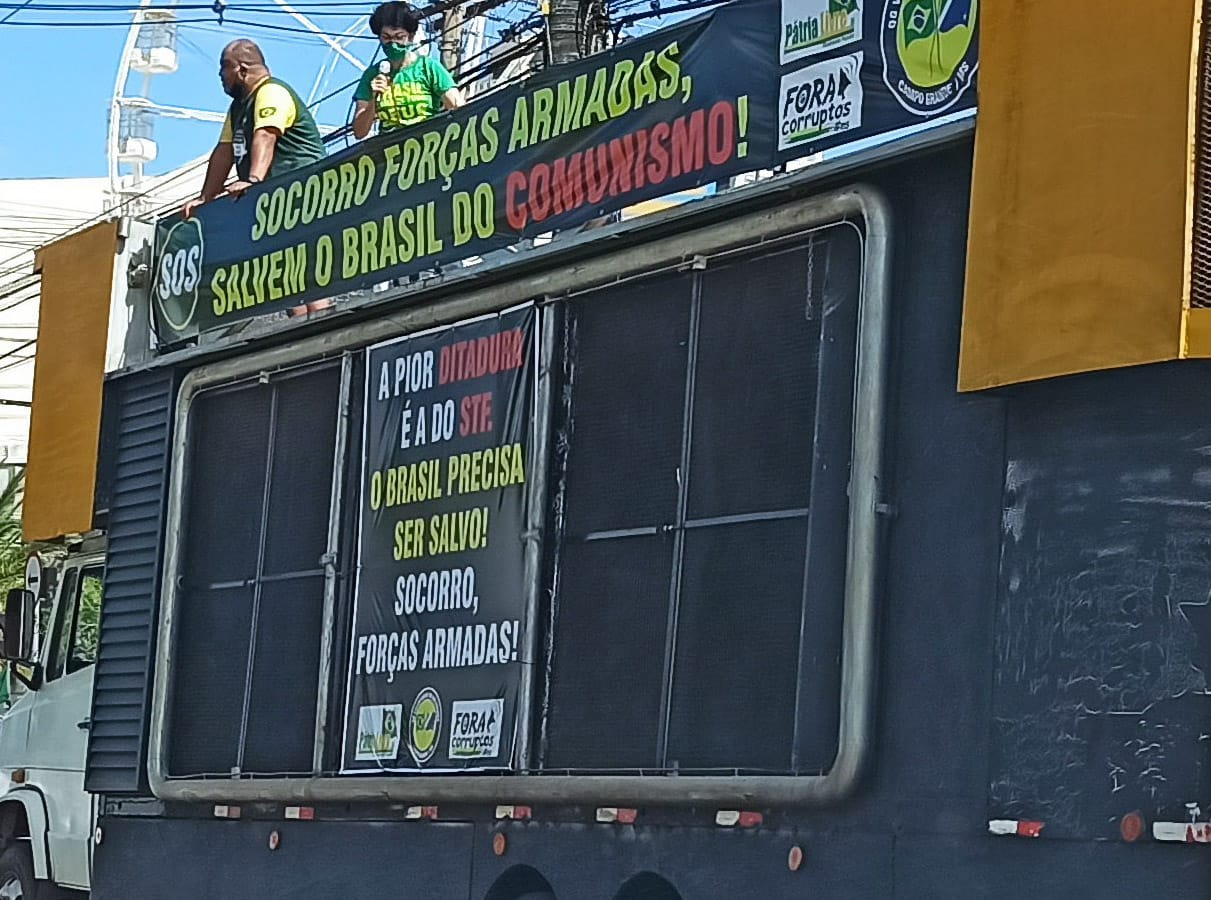 BRASIL
SOCORRO FORÇAS ARMADAS,
SALVEM O BRASIL DO COMUNISMO!
SOS
Pátria Livre
FORA
corruptos
CAMPO GRANDE / MS
A PIOR DITADURA
É A DO STF.
O BRASIL PRECISA
SER SALVO!
SOCORRO,
FORÇAS ARMADAS!
FORA
corruptos